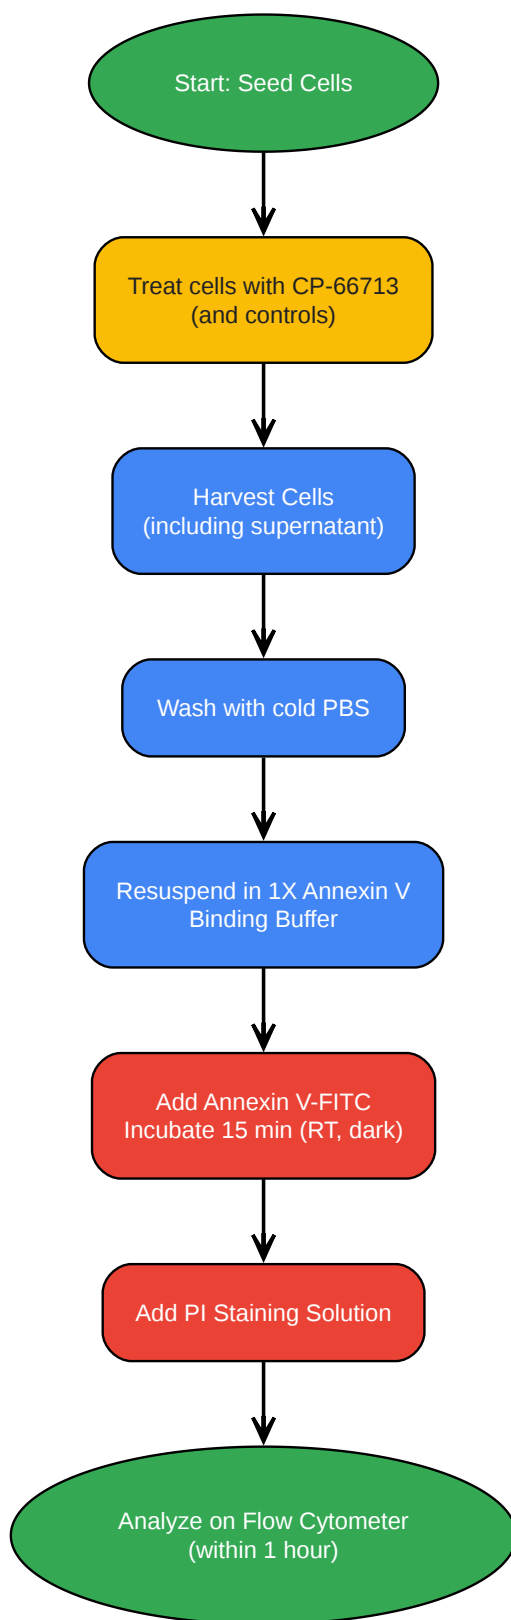 Start: Seed Cells
Treat cells with CP-66713
(and controls)
Harvest Cells
(including supernatant)
Wash with cold PBS
Resuspend in 1X Annexin V
Binding Buffer
Add Annexin V-FITC
Incubate 15 min (RT, dark)
Add PI Staining Solution
Analyze on Flow Cytometer
(within 1 hour)